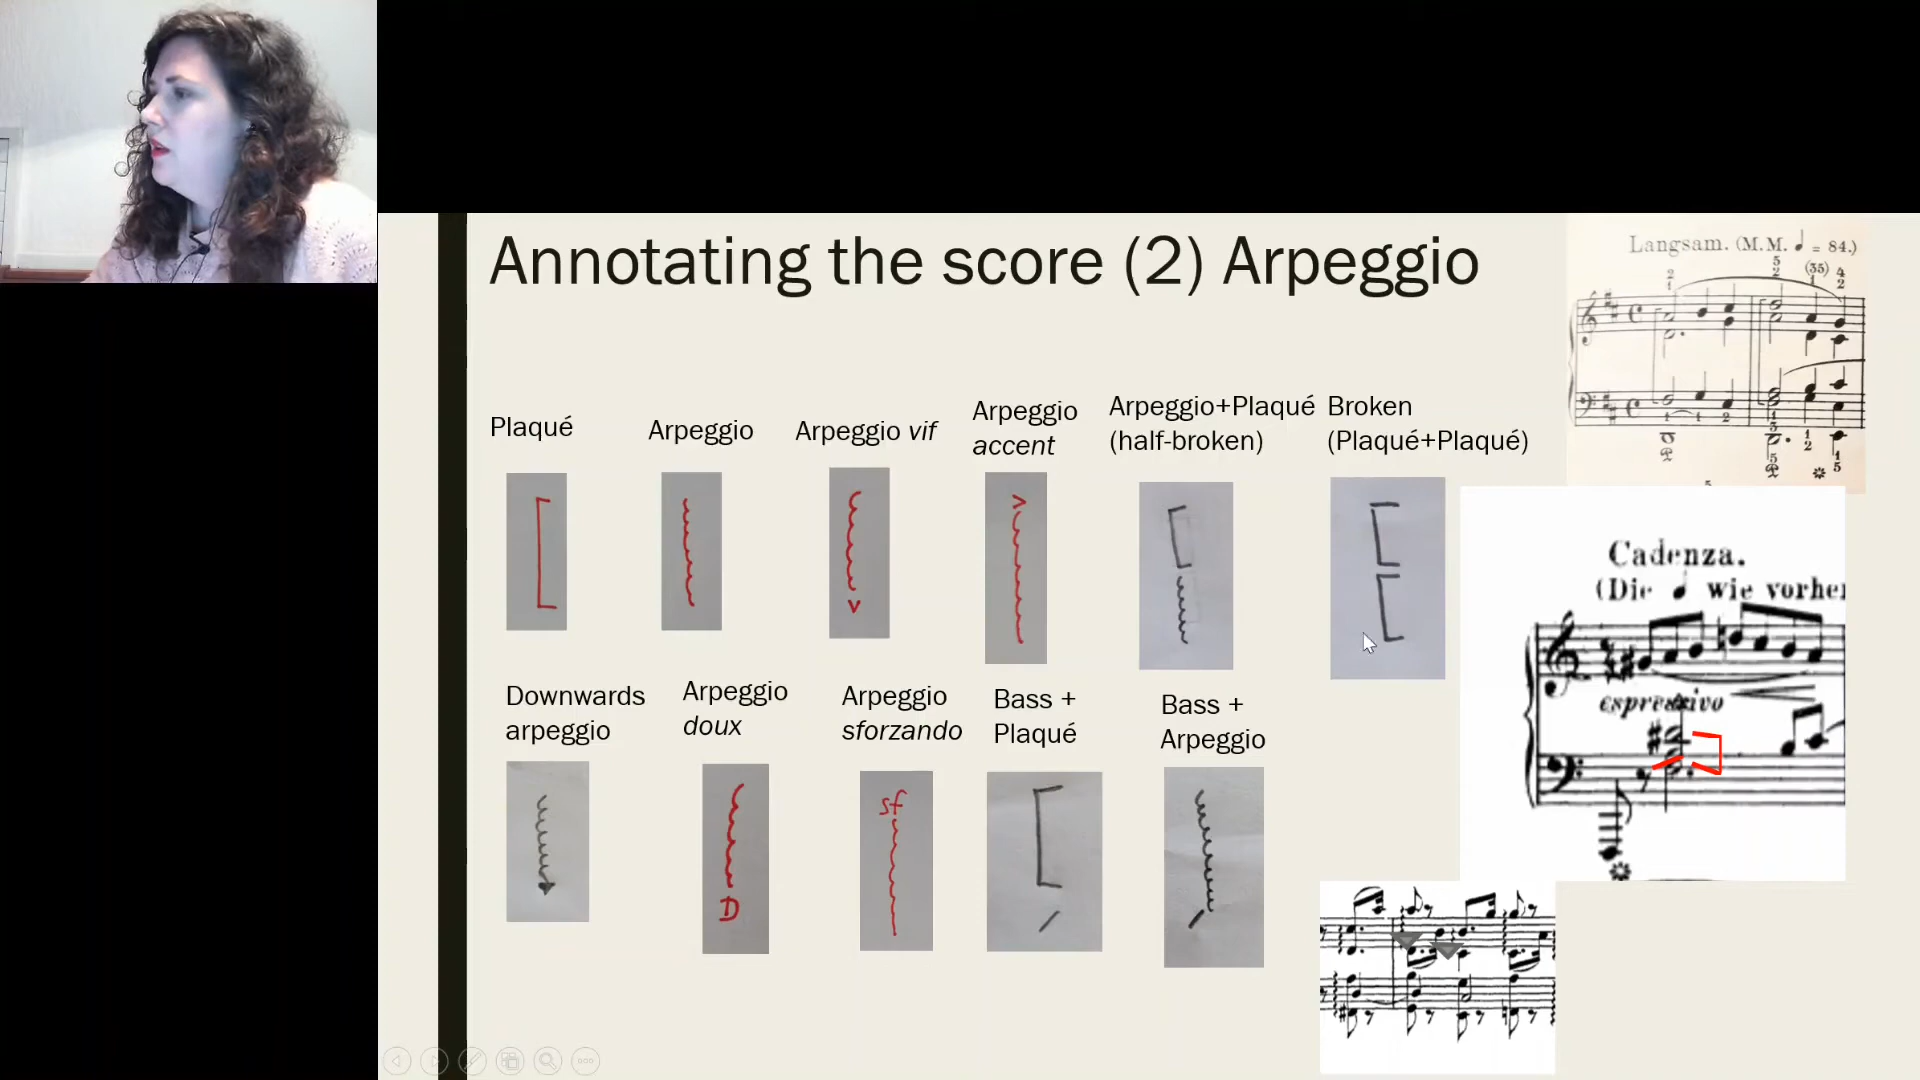 Annotating the score (2) Arpeggio
Langsam. (M.M. ♩ = 84.)
Plaqué
Arpeggio
Arpeggio vif
Arpeggio
accent
Arpeggio+Plaqué
(half-broken)
Broken
(Plaqué+Plaqué)
v
>
Cadenza.
(Die ♩ wie vorher
espressivo
Downwards
arpeggio
Arpeggio
doux
Arpeggio
sforzando
Bass +
Plaqué
Bass +
Arpeggio
D
sf